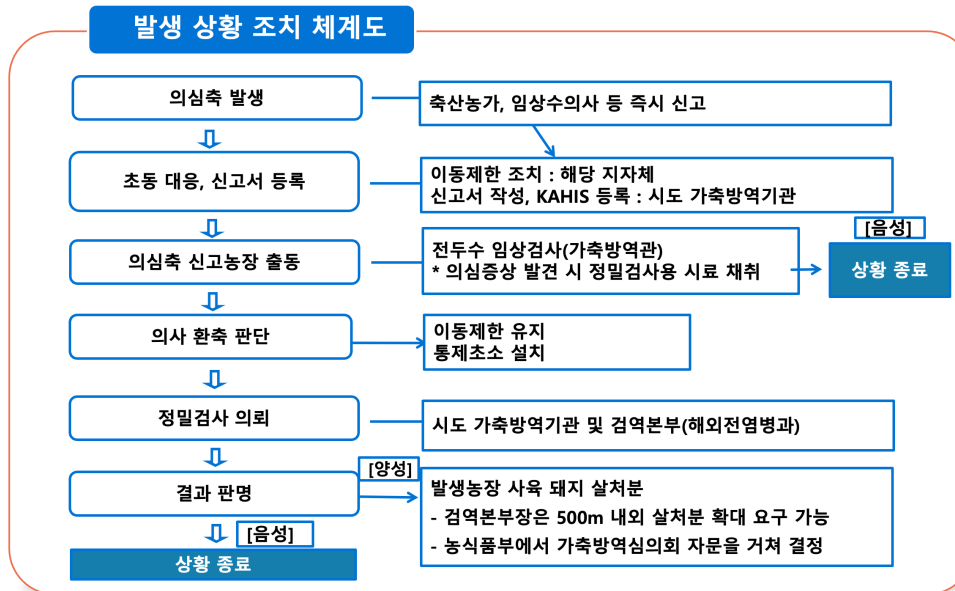 발생 상황 조치 체계도
의심축 발생
축산농가, 임상수의사 등 즉시 신고
초동 대응, 신고서 등록
이동제한 조치 : 해당 지자체
신고서 작성, KAHIS 등록 : 시도 가축방역기관
의심축 신고농장 출동
전두수 임상검사(가축방역관)
* 의심증상 발견 시 정밀검사용 시료 채취
[음성]
상황 종료
의사 환축 판단
이동제한 유지
통제초소 설치
정밀검사 의뢰
시도 가축방역기관 및 검역본부(해외전염병과)
결과 판명
[양성]
발생농장 사육 돼지 살처분
- 검역본부장은 500m 내외 살처분 확대 요구 가능
- 농식품부에서 가축방역심의회 자문을 거쳐 결정
[음성]
상황 종료